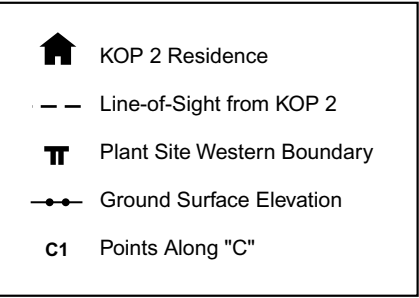 KOP 2 Residence
Line-of-Sight from KOP 2
Plant Site Western Boundary
Ground Surface Elevation
C1 Points Along "C"